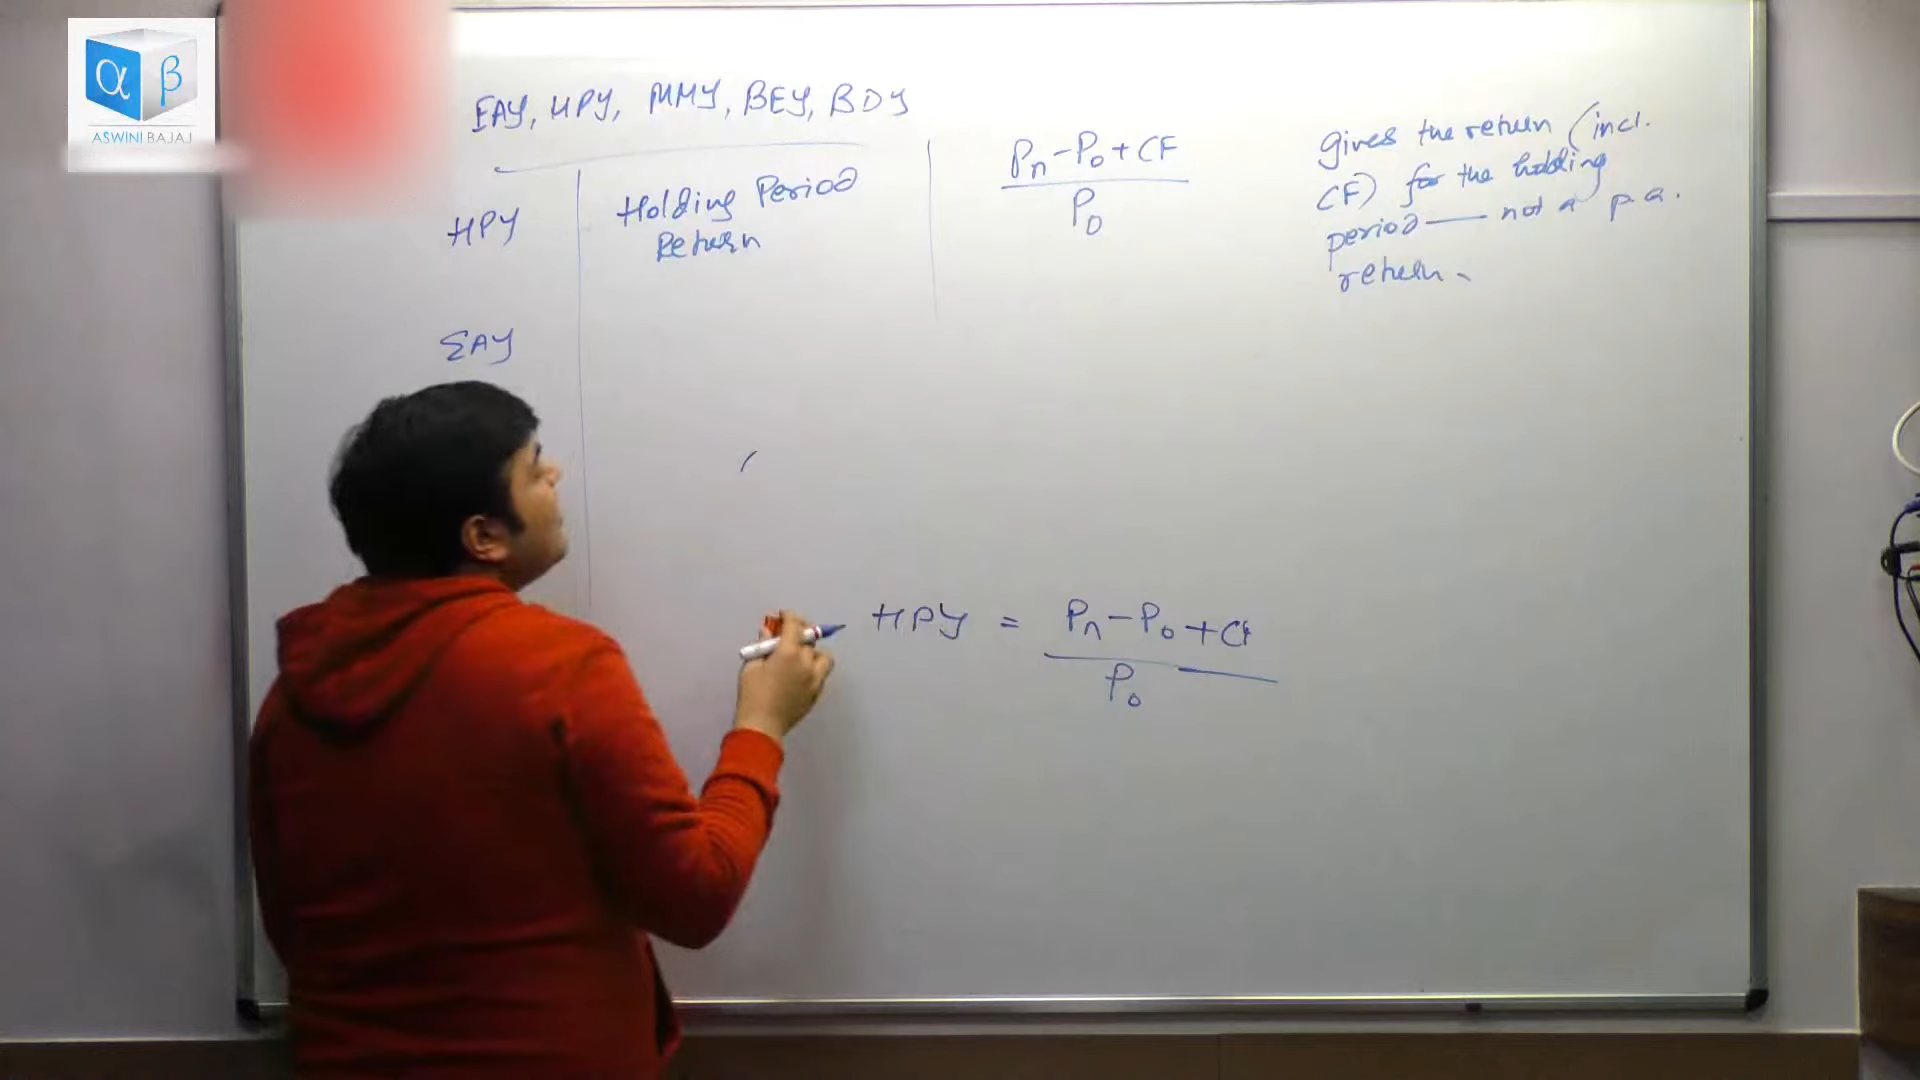 α β
ASWINI BAJAJ
EAY, HPY, MMY, BEY, BDY
HPY
Holding Period
Return
Pn-P0+CF
P0
Gives the return (incl.
CF) for the holding
period — not a p.a.
return.
EAY
HPY = Pn-P0+CF
P0